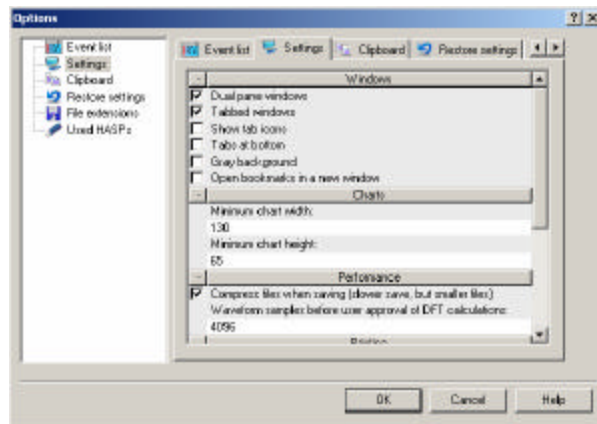 Options
Event list
Settings
Clipboard
Restore settings
File extensions
Used HASPs
Event list Settings Clipboard Restore settings
Windows
Dual pane windows
Tabbed windows
Show tab icons
Tabs at bottom
Gray background
Open bookmarks in a new window
Charts
Minimum chart width:
130
Minimum chart height:
65
Performance
Compress files when saving (slower save, but smaller files)
Waveform samples before user approval of DFT calculations:
4096
OK Cancel Help